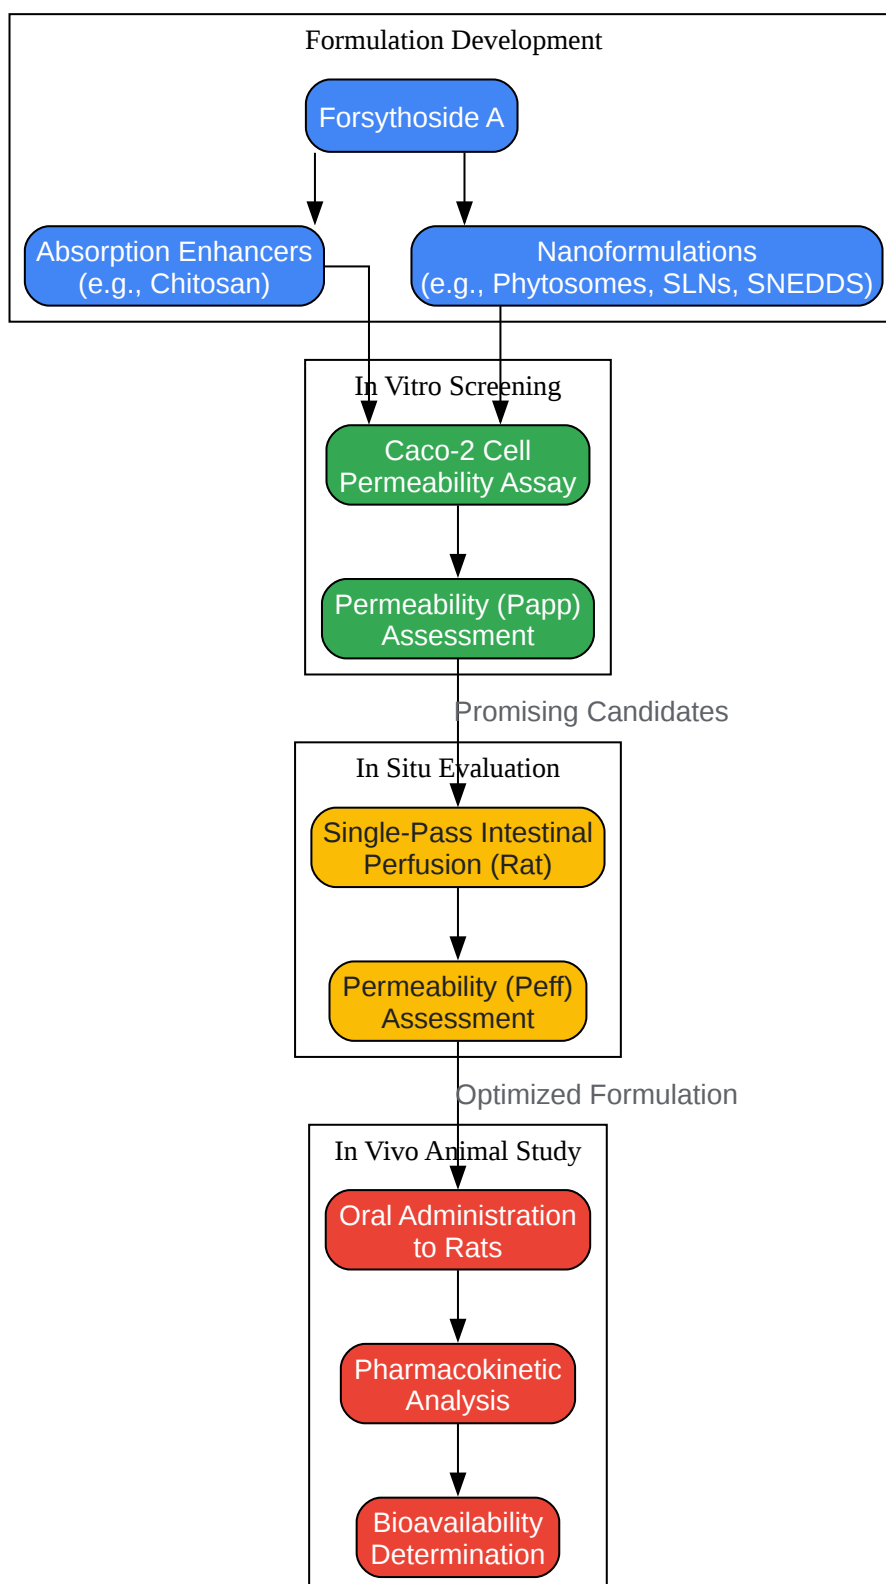 Formulation Development
Forsythoside A
Absorption Enhancers
(e.g., Chitosan)
Nanoformulations
(e.g., Phytosomes, SLNs, SNEDDS)
In Vitro Screening
Caco-2 Cell
Permeability Assay
Permeability (Papp)
Assessment
Promising Candidates
In Situ Evaluation
Single-Pass Intestinal
Perfusion (Rat)
Permeability (Peff)
Assessment
Optimized Formulation
In Vivo Animal Study
Oral Administration
to Rats
Pharmacokinetic
Analysis
Bioavailability
Determination